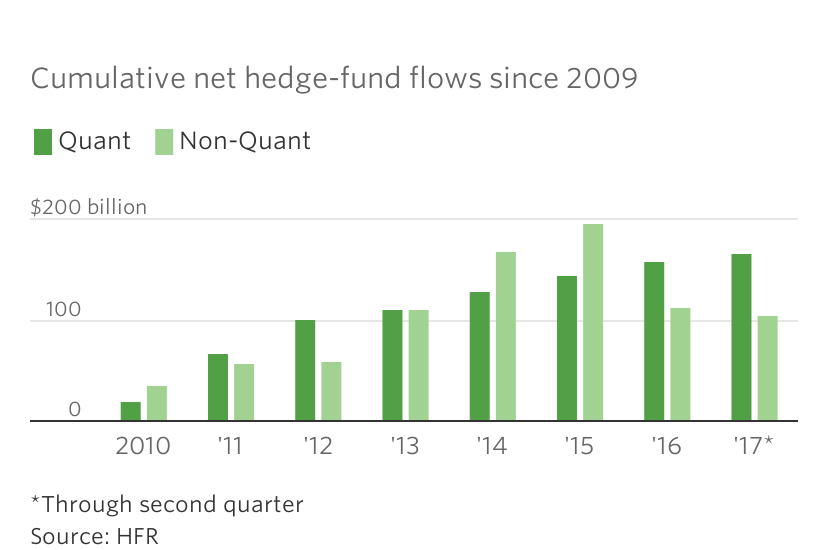 Cumulative net hedge-fund flows since 2009
Quant Non-Quant
$200 billion
100
0
2010 '11 '12 '13 '14 '15 '16 '17*
*Through second quarter
Source: HFR